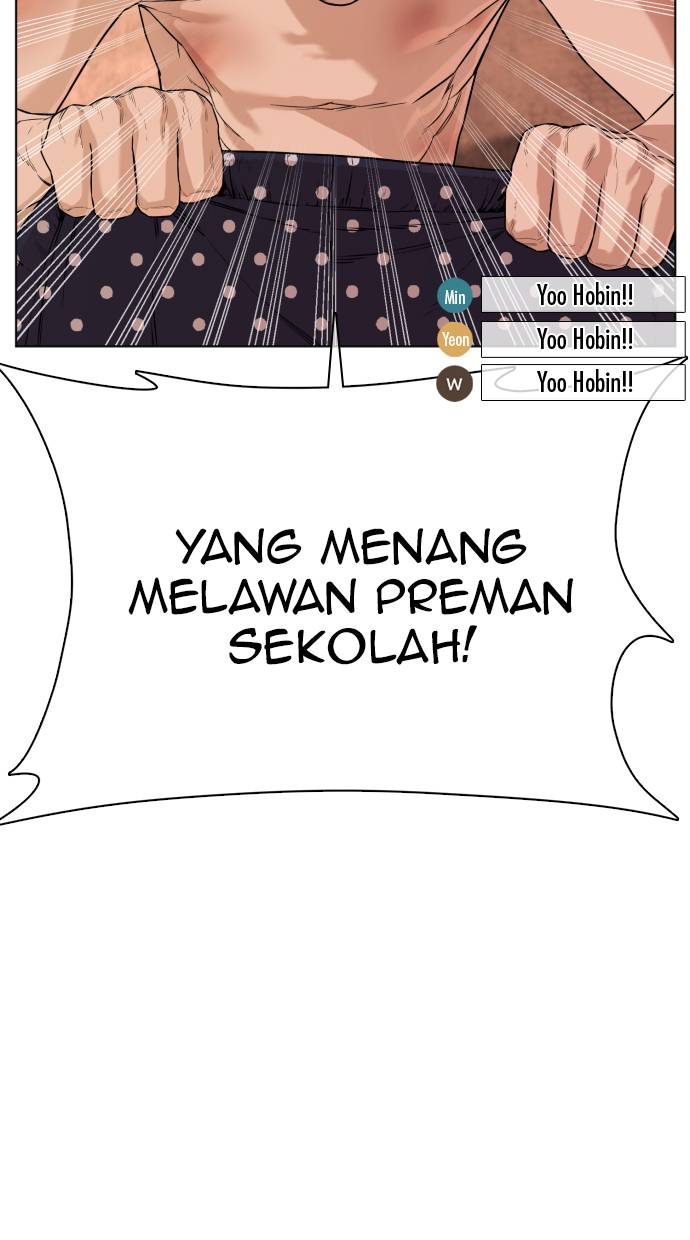 Min
Yoo Hobin!!
Yeon
Yoo Hobin!!
W
Yoo Hobin!!
YANG MENANG
MELAWAN PREMAN
SEKOLAH!